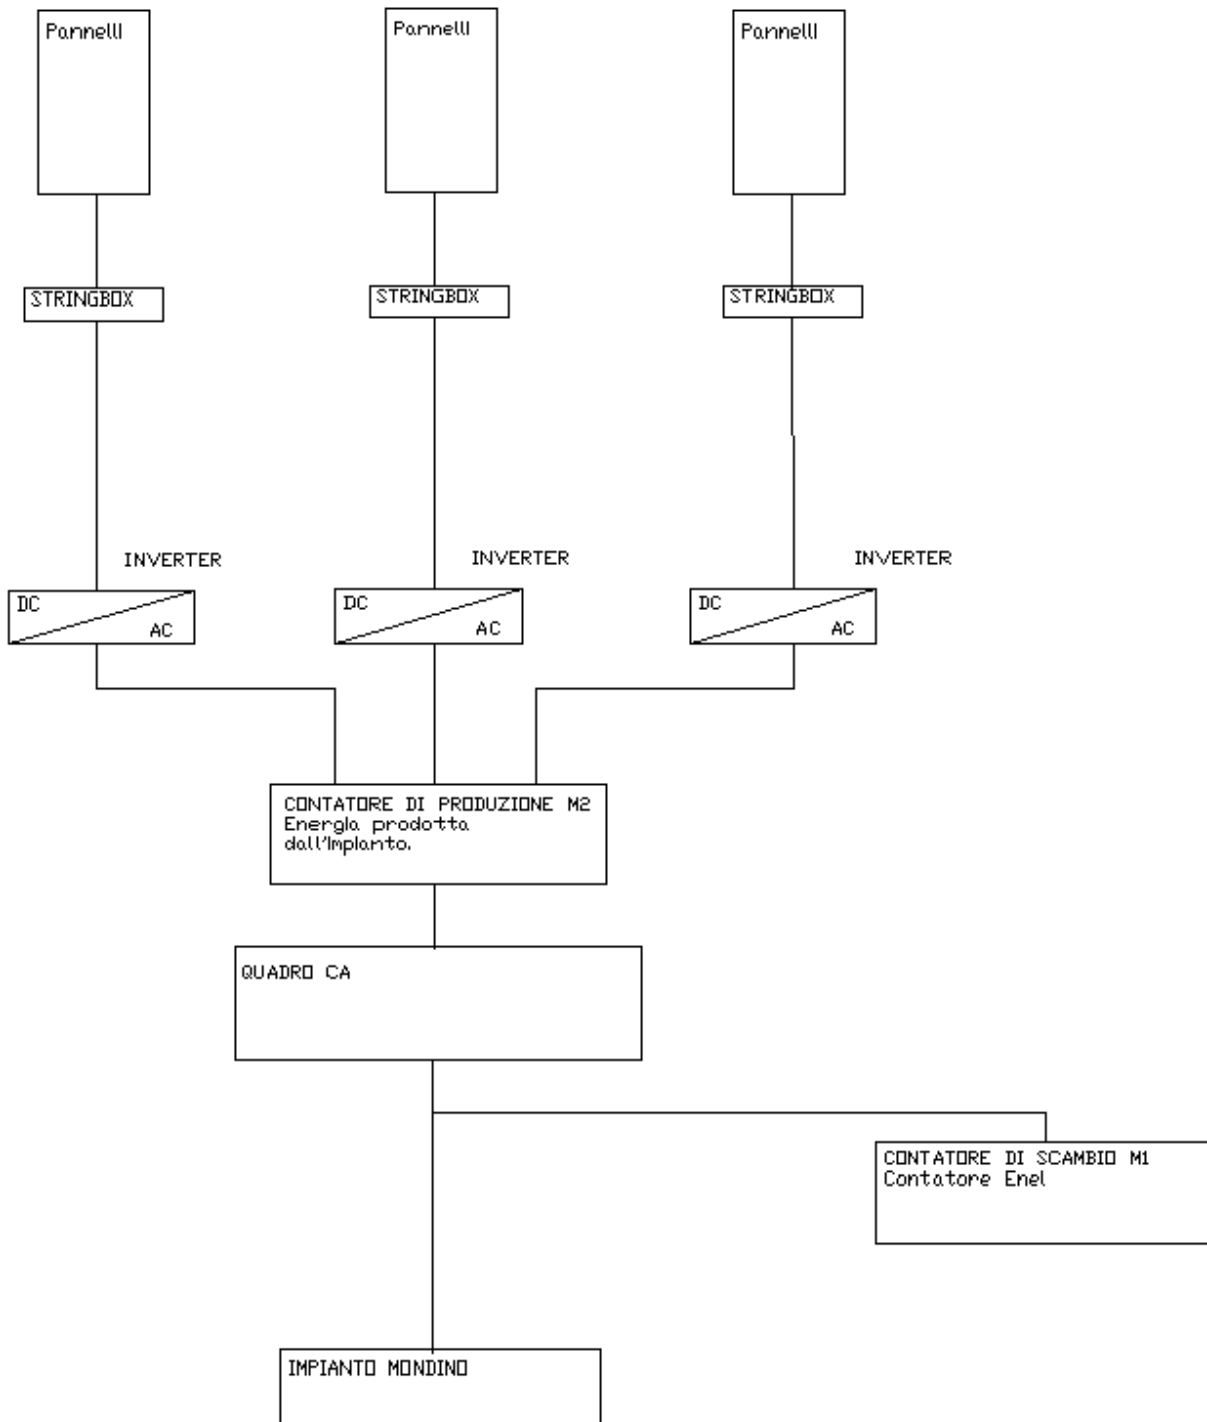 Pannelli
Pannelli
Pannelli
STRINGBOX
STRINGBOX
STRINGBOX
INVERTER
INVERTER
INVERTER
DC
AC
DC
AC
DC
AC
CONTATORE DI PRODUZIONE M2
Energia prodotta
dall'impianto.
QUADRO CA
CONTATORE DI SCAMBIO M1
Contatore Enel
IMPIANTO MONDINO